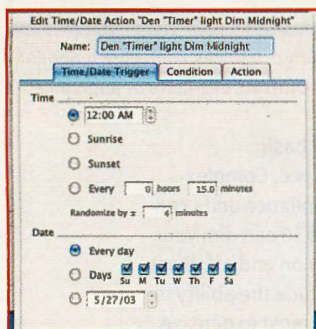 Edit Time/Date Action "Den "Timer" light Dim Midnight"
Name: Den "Timer" light Dim Midnight
Time/Date Trigger Condition Action
Time
12:00 AM
Sunrise
Sunset
Every 0 hours 15.0 minutes
Randomize by ± 4 minutes
Date
Every day
Days Su M Tu W Th F Sa
5/27/03